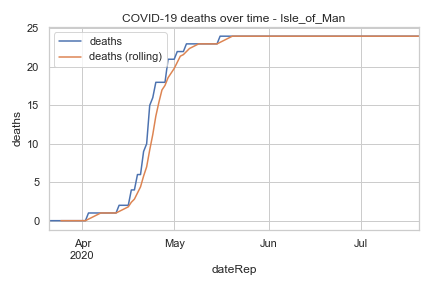 COVID-19 deaths over time - Isle_of_Man
deaths
deaths (rolling)
25
20
15
10
5
0
deaths
Apr
2020
May
Jun
Jul
dateRep